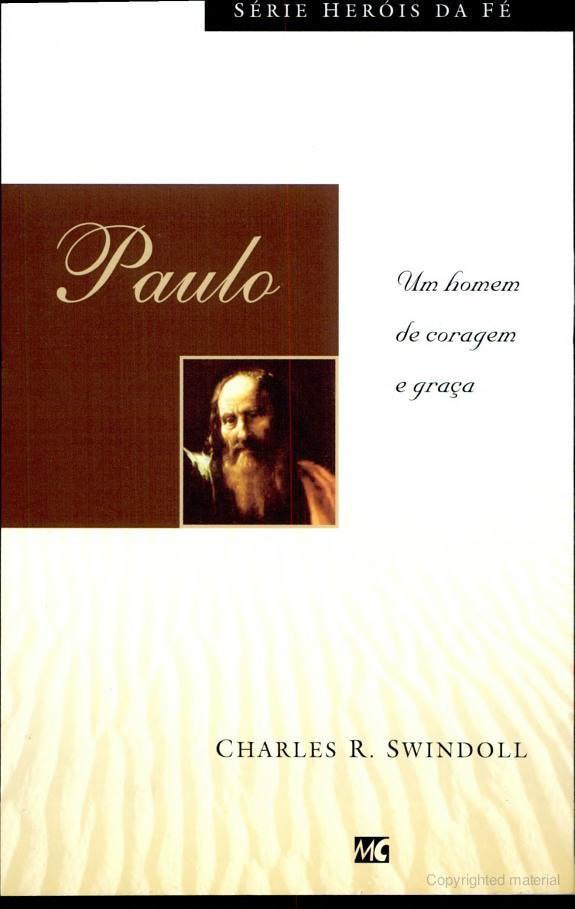 SÉRIE HERÓIS DA FÉ
Paulo
Um homem
de coragem
e graça
CHARLES R. SWINDOLL
MC
Copyrighted material